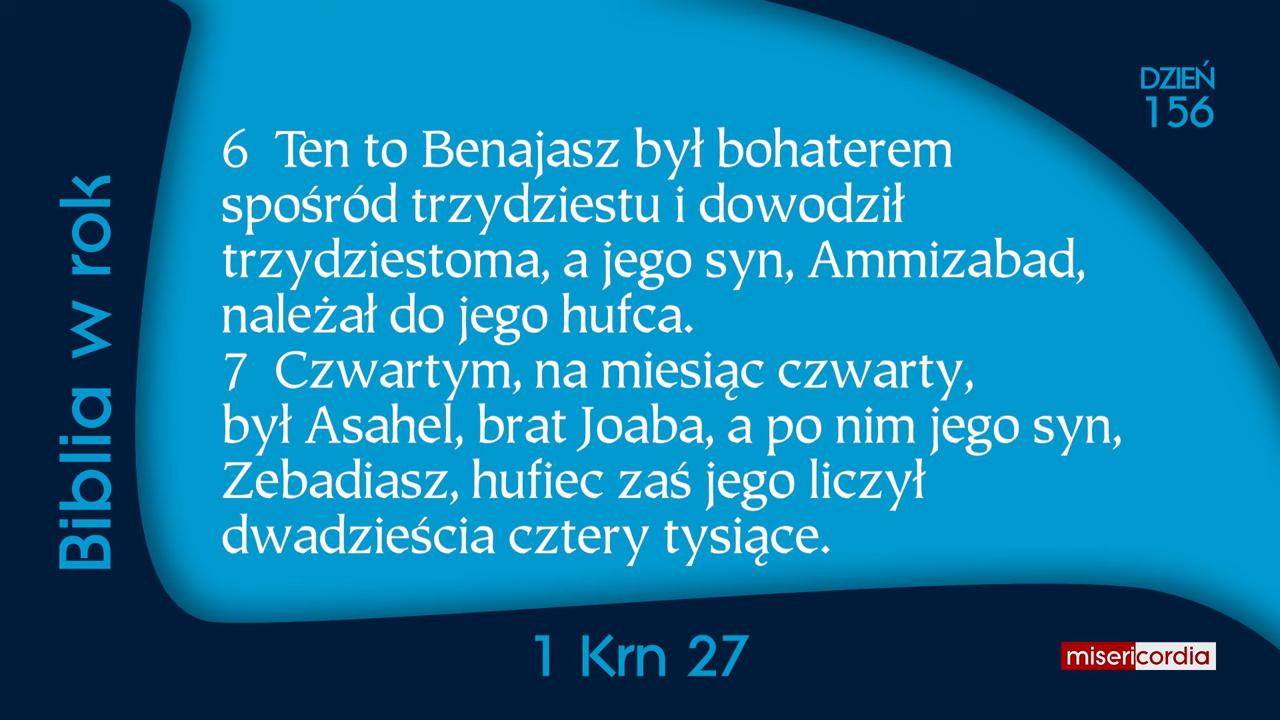 DZIEŃ
156
Biblia w rok
6 Ten to Benajasz był bohaterem
spośród trzydziestu i dowodził
trzydziestoma, a jego syn, Ammizabad,
należał do jego hufca.
7 Czwartym, na miesiąc czwarty,
był Asahel, brat Joaba, a po nim jego syn,
Zebadiasz, hufiec zaś jego liczył
dwadzieścia cztery tysiące.
1 Krn 27
misericordia